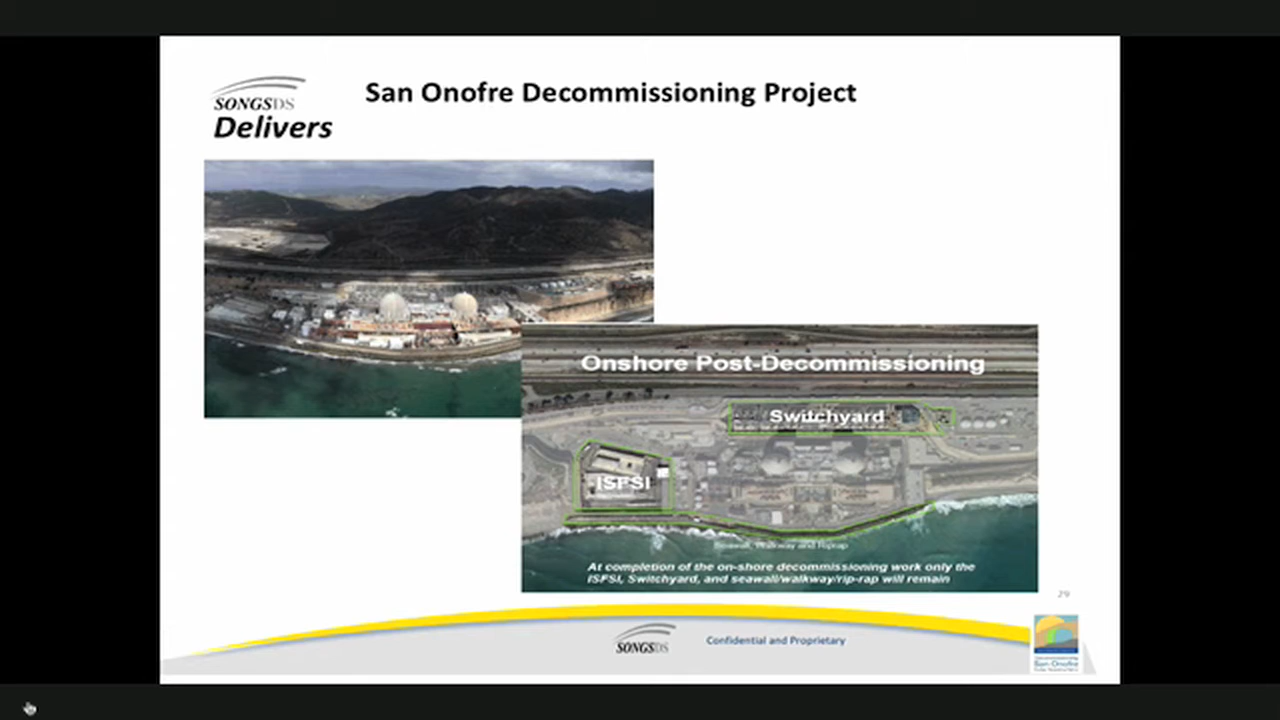 San Onofre Decommissioning Project
SONGSDS
Delivers
Onshore Post-Decommissioning
Switchyard
ISFSI
Seawall, Walkway and Riprap
At completion of the on-shore decommissioning work only the
ISFSI, Switchyard, and seawall/walkway/rip-rap will remain
29
SONGSDS
Confidential and Proprietary
San Onofre